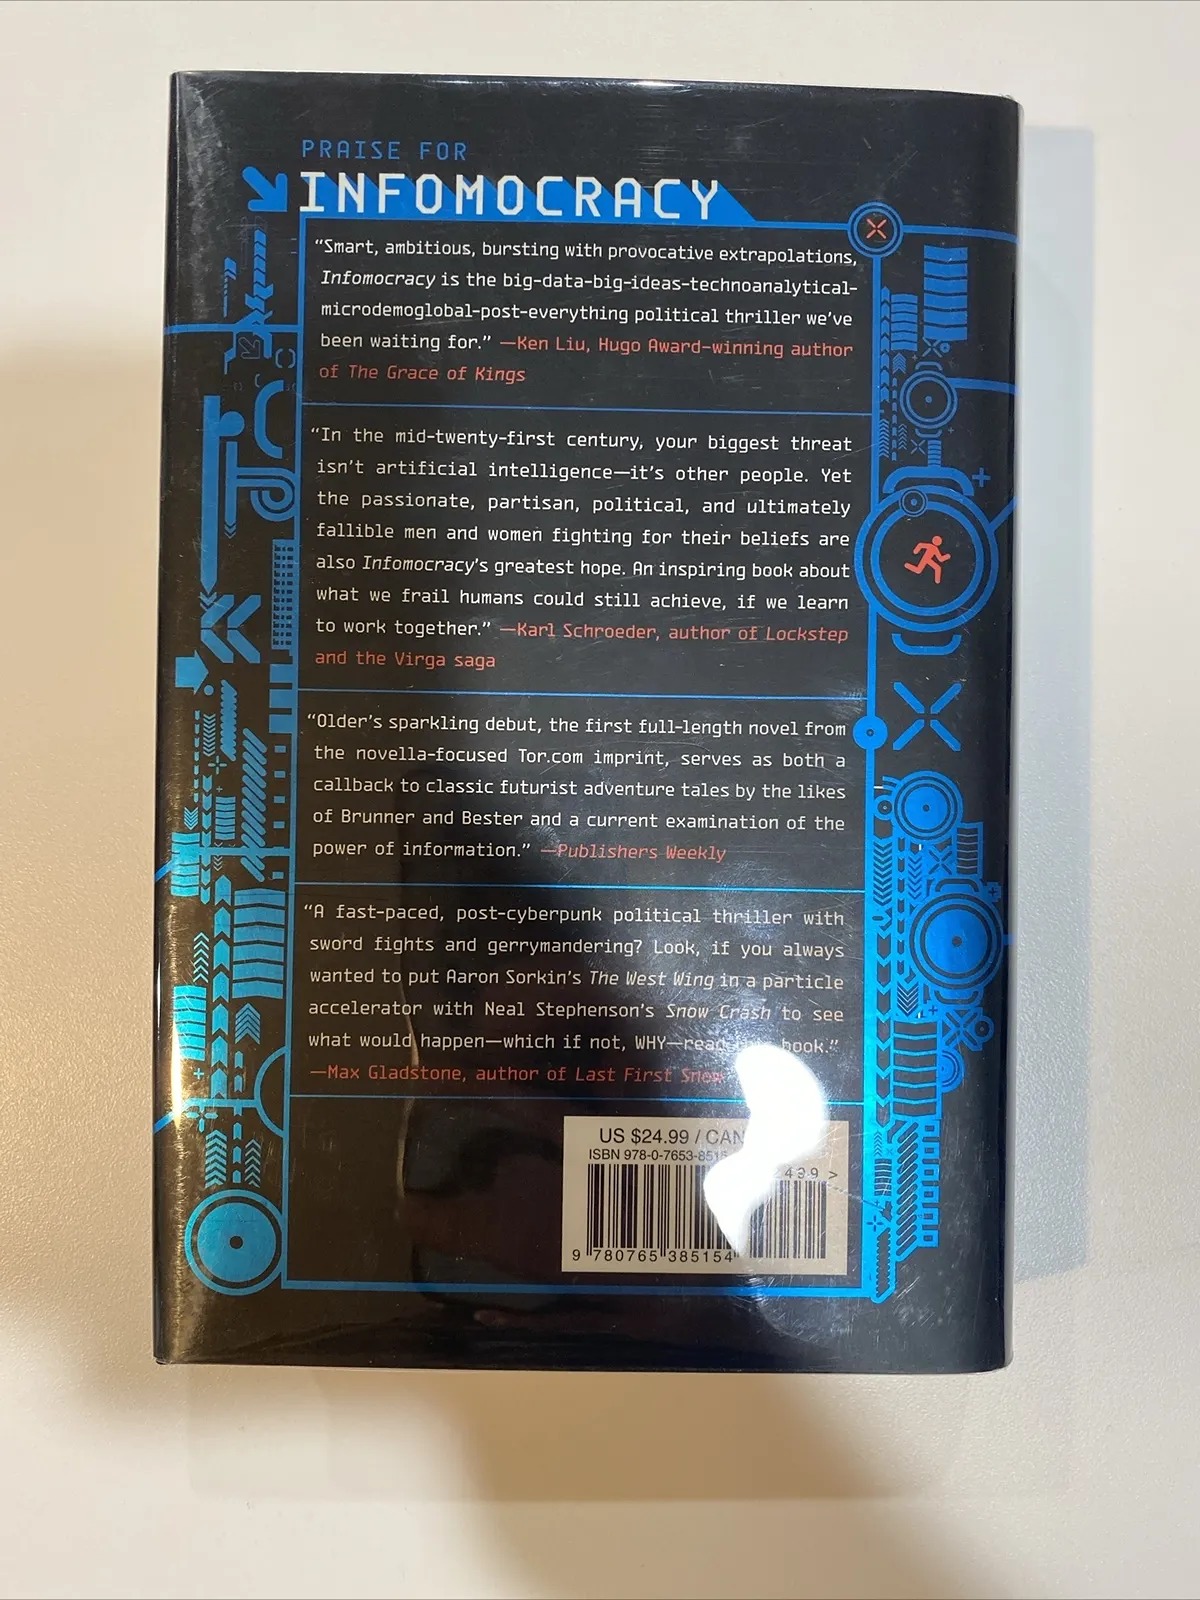 PRAISE FOR
INFOMOCRACY
“Smart, ambitious, bursting with provocative extrapolations,
Infomocracy is the big-data-big-ideas-technoanalytical-
microdemoglobal-post-everything political thriller we’ve
been waiting for.” —Ken Liu, Hugo Award-winning author
of The Grace of Kings
“In the mid-twenty-first century, your biggest threat
isn’t artificial intelligence—it’s other people. Yet
the passionate, partisan, political, and ultimately
fallible men and women fighting for their beliefs are
also Infomocracy’s greatest hope. An inspiring book about
what we frail humans could still achieve, if we learn
to work together.” —Karl Schroeder, author of Lockstep
and the Virga saga
“Older’s sparkling debut, the first full-length novel from
the novella-focused Tor.com imprint, serves as both a
callback to classic futurist adventure tales by the likes
of Brunner and Bester and a current examination of the
power of information.” —Publishers Weekly
“A fast-paced, post-cyberpunk political thriller with
sword fights and gerrymandering? Look, if you always
wanted to put Aaron Sorkin’s The West Wing in a particle
accelerator with Neal Stephenson’s Snow Crash to see
what would happen—which if not, WHY—read book.”
—Max Gladstone, author of Last First Snow
US $24.99 / CAN
ISBN 978-0-7653-8515
499 >
9 780765 385154